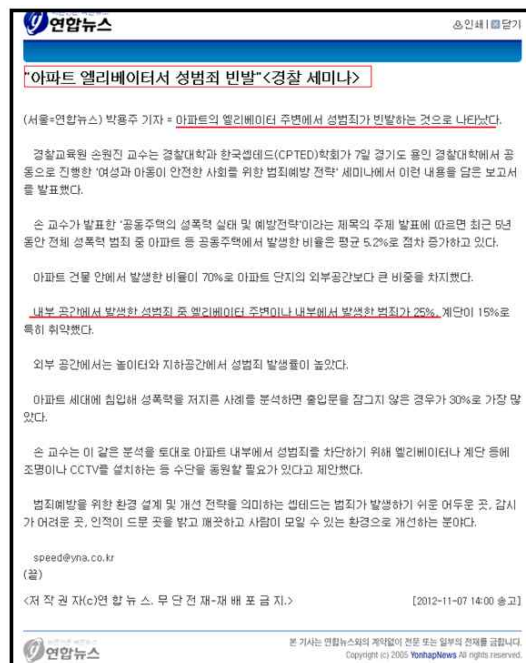 연합뉴스
인쇄 | 닫기
"아파트 엘리베이터서 성범죄 빈발"<경찰 세미나>
(서울=연합뉴스) 박용주 기자 = 아파트의 엘리베이터 주변에서 성범죄가 빈발하는 것으로 나타났다.
경찰교육원 손원진 교수는 경찰대학과 한국셉테드(CPTED)학회가 7일 경기도 용인 경찰대학에서 공
동으로 진행한 '여성과 아동이 안전한 사회를 위한 범죄예방 전략' 세미나에서 이런 내용을 담은 보고서
를 발표했다.
손 교수가 발표한 '공동주택의 성폭력 실태 및 예방전략'이라는 제목의 주제 발표에 따르면 최근 5년
동안 전체 성폭력 범죄 중 아파트 등 공동주택에서 발생한 비율은 평균 5.2%로 점차 증가하고 있다.
아파트 건물 안에서 발생한 비율이 70%로 아파트 단지의 외부공간보다 큰 비중을 차지했다.
내부 공간에서 발생한 성범죄 중 엘리베이터 주변이나 내부에서 발생한 범죄가 25%, 계단이 15%로
특히 취약했다.
외부 공간에서는 놀이터와 지하공간에서 성범죄 발생률이 높았다.
아파트 세대에 침입해 성폭력을 저지른 사례를 분석하면 출입문을 잠그지 않은 경우가 30%로 가장 많
았다.
손 교수는 이 같은 분석을 토대로 아파트 내부에서 성범죄를 차단하기 위해 엘리베이터나 계단 등에
조명이나 CCTV를 설치하는 등 수단을 동원할 필요가 있다고 제안했다.
범죄예방을 위한 환경 설계 및 개선 전략을 의미하는 셉테드는 범죄가 발생하기 쉬운 어두운 곳, 감시
가 어려운 곳, 인적이 드문 곳을 밝고 깨끗하고 사람이 모일 수 있는 환경으로 개선하는 분야다.
speed@yna.co.kr
(끝)
<저 작 권 자(c)연 합 뉴 스. 무 단 전 재-재 배 포 금 지.>
[2012-11-07 14:00 송고]
연합뉴스
본 기사는 연합뉴스와의 계약없이 전문 또는 일부의 전재를 금합니다.
Copyright (c) 2005 YonhapNews All rights reserved.